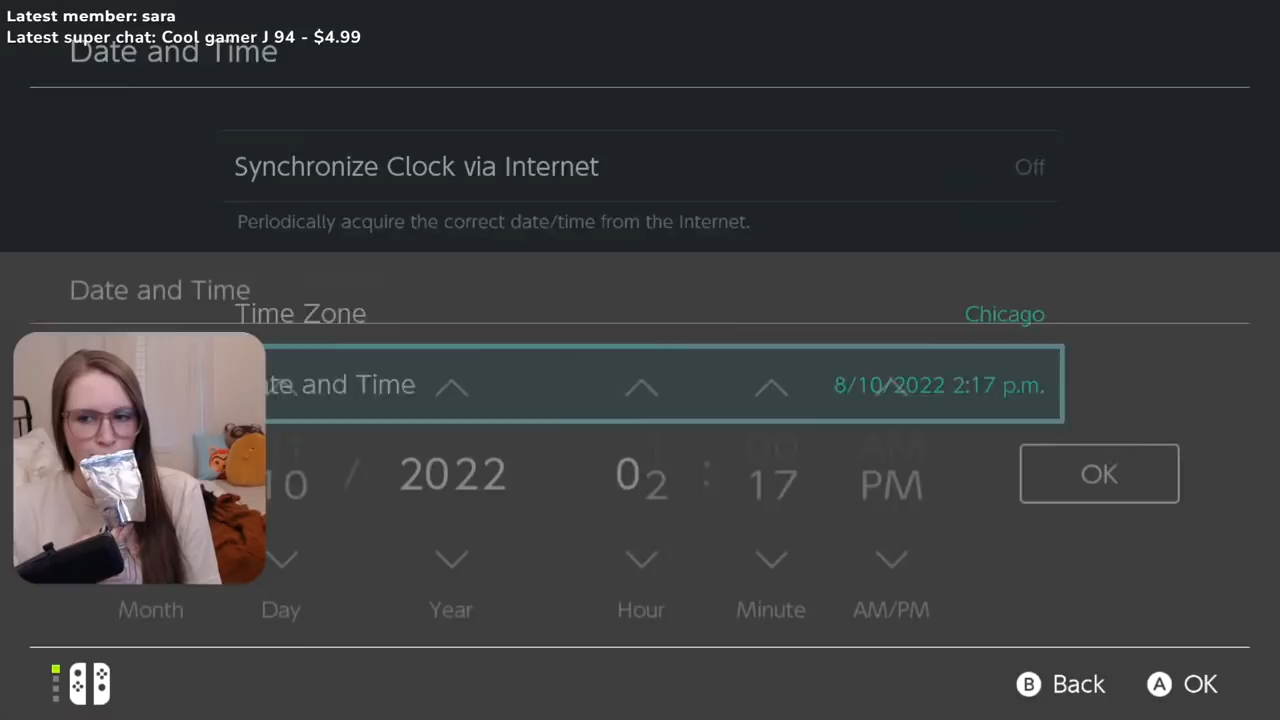 Latest member: sara
Latest super chat: Cool gamer J 94 - $4.99
Date and Time
Synchronize Clock via Internet Off
Periodically acquire the correct date/time from the Internet.
Date and Time
Time Zone Chicago
te and Time 8/10/2022 2:17 p.m.
10 / 2022 02 : 17 PM OK
Month Day Year Hour Minute AM/PM
B Back A OK